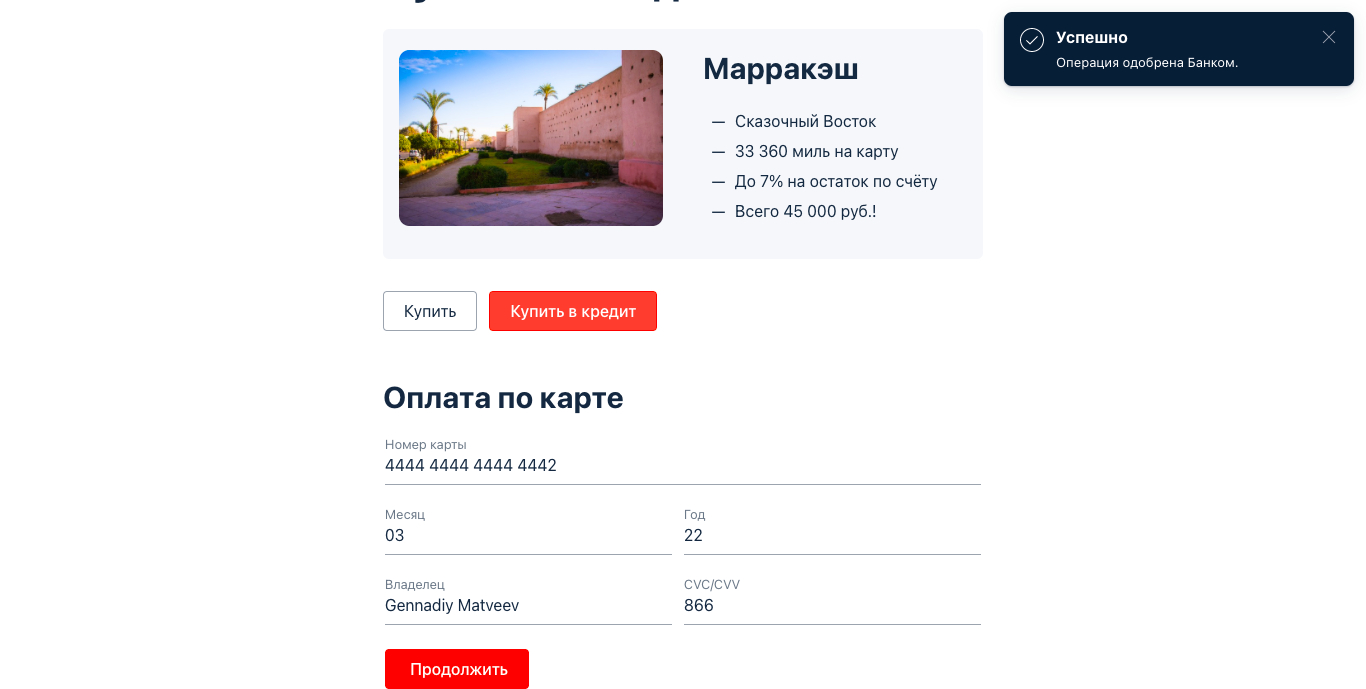 Марракэш
— Сказочный Восток
— 33 360 миль на карту
— До 7% на остаток по счёту
— Всего 45 000 руб.!
Успешно
Операция одобрена Банком.
Купить
Купить в кредит
Оплата по карте
Номер карты
4444 4444 4444 4442
Месяц
Год
03
22
Владелец
CVC/CVV
Gennadiy Matveev
866
Продолжить